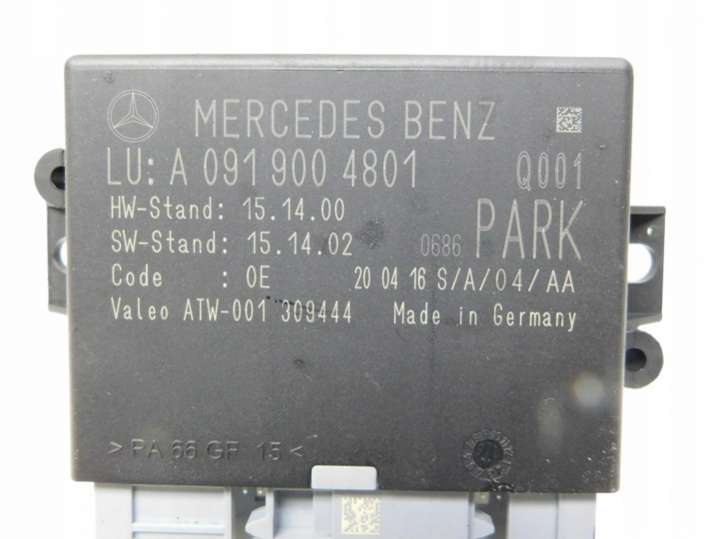 MERCEDES BENZ
LU: A 091 900 4801 Q001
HW-Stand: 15.14.00
SW-Stand: 15.14.02 0686 PARK
Code : 0E 20 04 16 S/A/04/AA
Valeo ATW-001 309444 Made in Germany
>PA 66 GF 15<